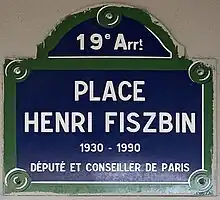 19e Arrt
PLACE
HENRI FISZBIN
1930 - 1990
DÉPUTÉ ET CONSEILLER DE PARIS